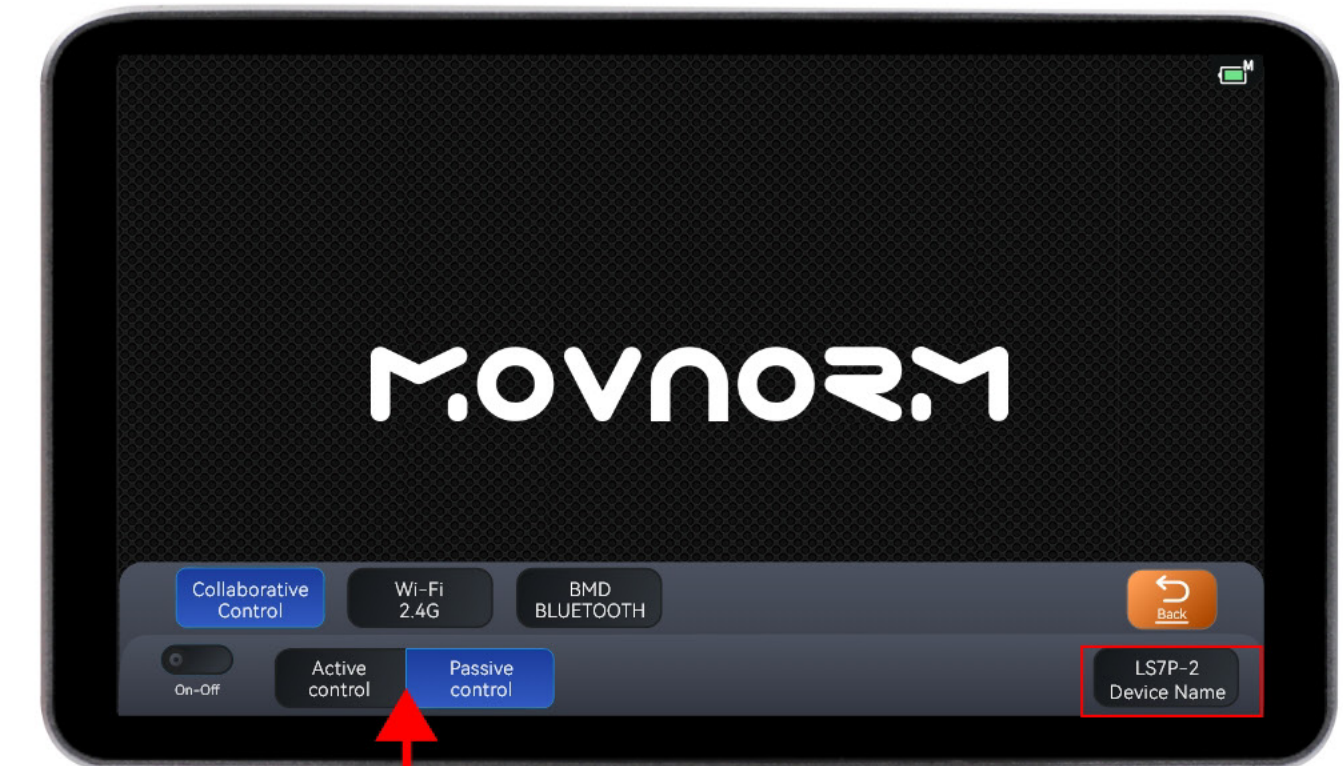 M
MOVNORM
Collaborative
Control
Wi-Fi
2.4G
BMD
BLUETOOTH
Back
On-Off
Active
control
Passive
control
LS7P-2
Device Name